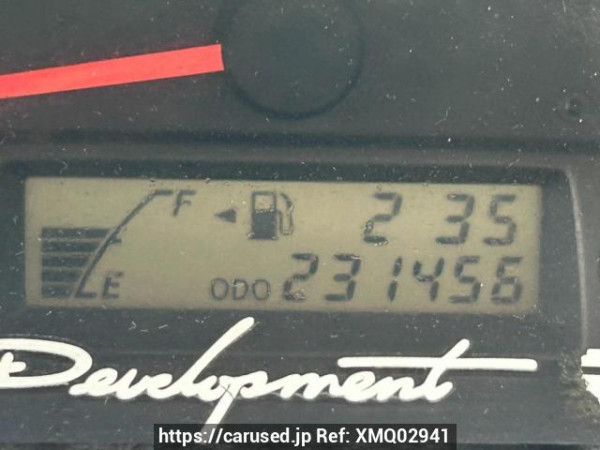 F 2 35
E ODO 231456
Development
https://carused.jp Ref: XMQ02941